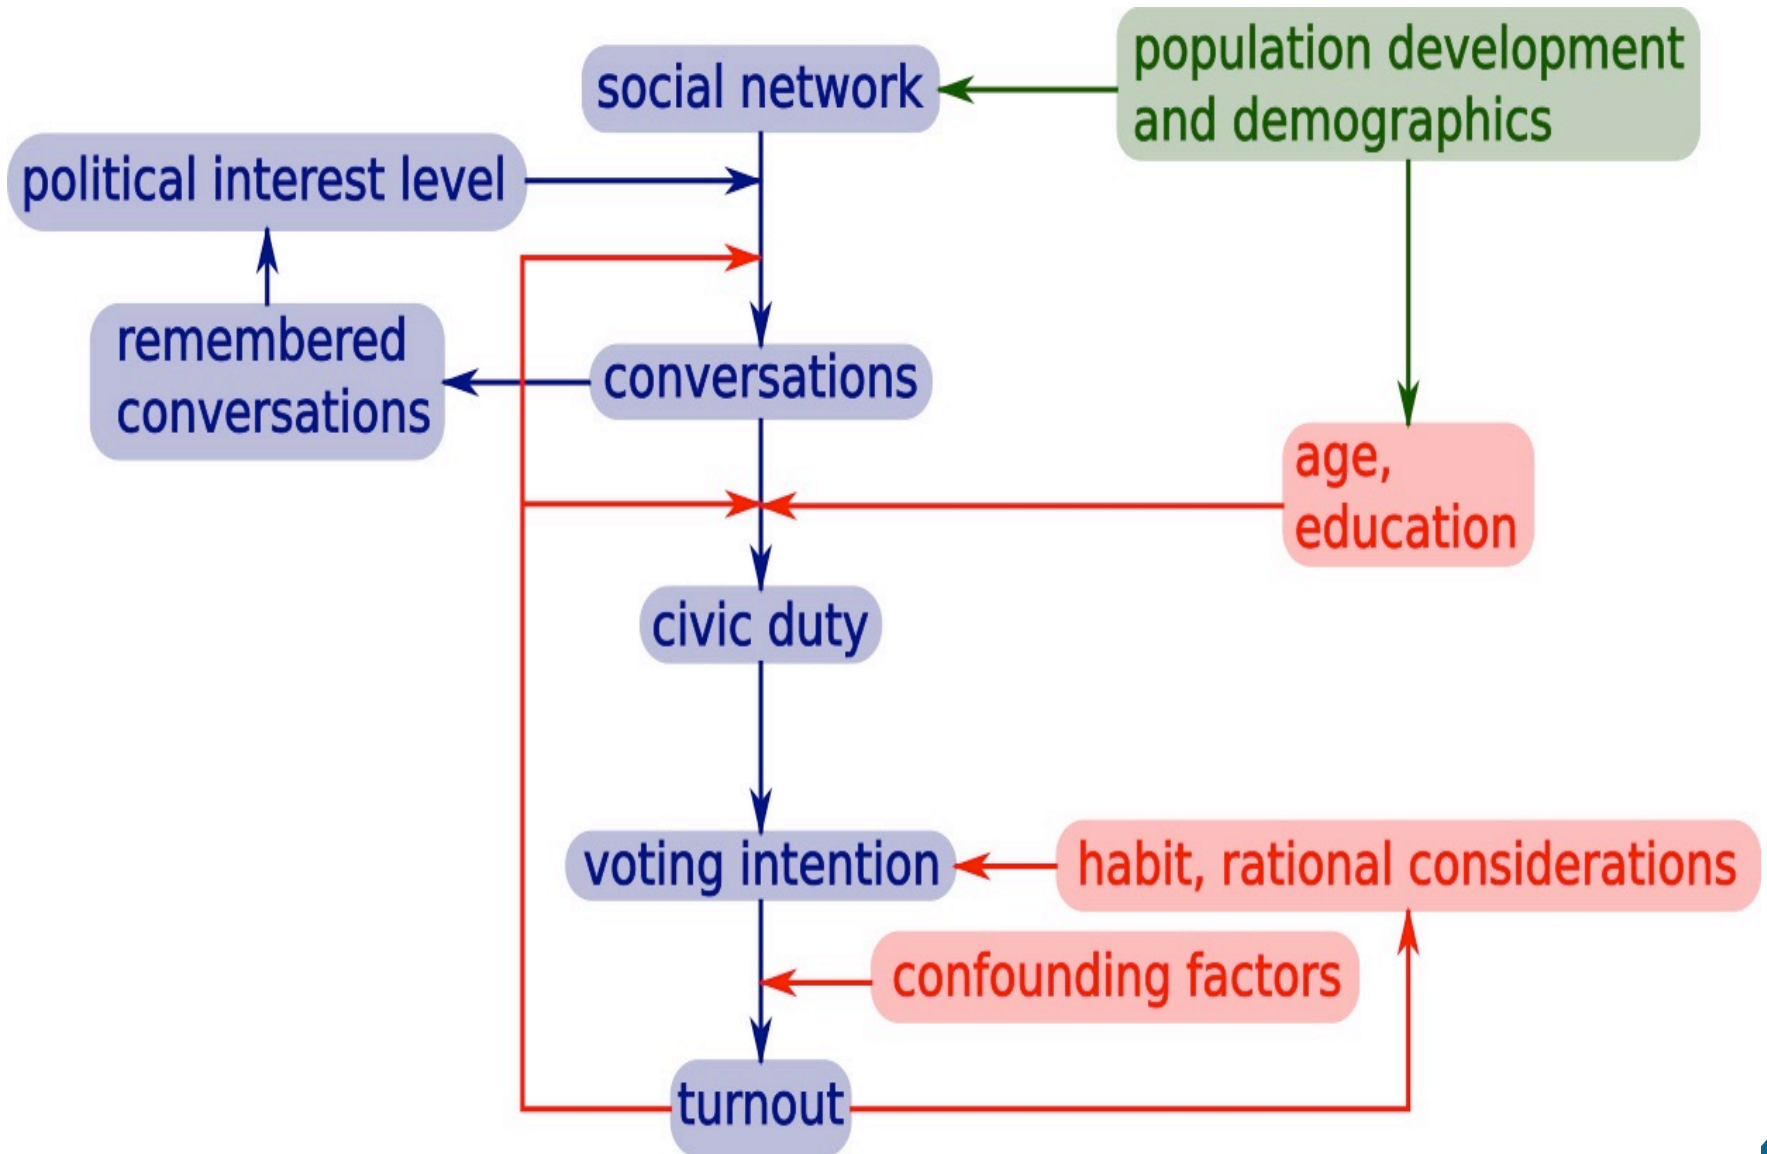 social network
population development
and demographics
political interest level
remembered
conversations
conversations
age,
education
civic duty
voting intention
habit, rational considerations
confounding factors
turnout